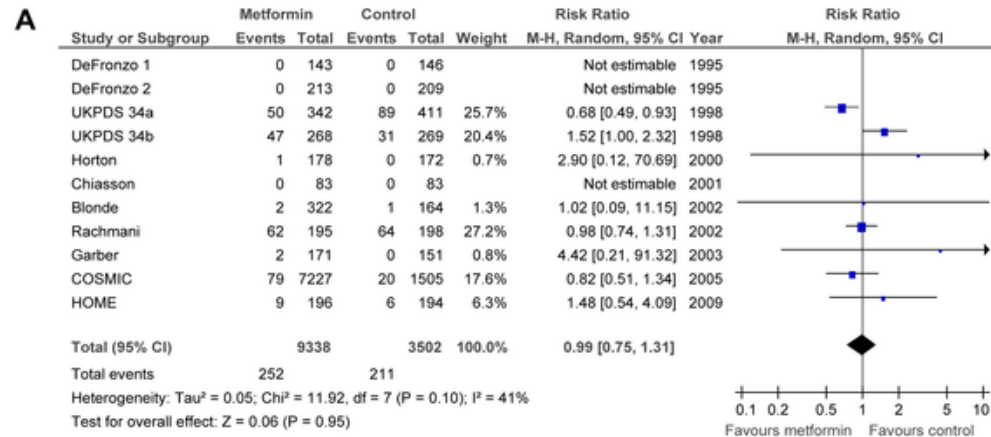 A
Metformin Control Risk Ratio Risk Ratio
Study or Subgroup Events Total Events Total Weight M-H, Random, 95% CI Year M-H, Random, 95% CI
DeFronzo 1 0 143 0 146 Not estimable 1995
DeFronzo 2 0 213 0 209 Not estimable 1995
UKPDS 34a 50 342 89 411 25.7% 0.68 [0.49, 0.93] 1998
UKPDS 34b 47 268 31 269 20.4% 1.52 [1.00, 2.32] 1998
Horton 1 178 0 172 0.7% 2.90 [0.12, 70.69] 2000
Chiasson 0 83 0 83 Not estimable 2001
Blonde 2 322 1 164 1.3% 1.02 [0.09, 11.15] 2002
Rachmani 62 195 64 198 27.2% 0.98 [0.74, 1.31] 2002
Garber 2 171 0 151 0.8% 4.42 [0.21, 91.32] 2003
COSMIC 79 7227 20 1505 17.6% 0.82 [0.51, 1.34] 2005
HOME 9 196 6 194 6.3% 1.48 [0.54, 4.09] 2009
Total (95% CI) 9338 3502 100.0% 0.99 [0.75, 1.31]
Total events 252 211
Heterogeneity: Tau² = 0.05; Chi² = 11.92, df = 7 (P = 0.10); I² = 41%
Test for overall effect: Z = 0.06 (P = 0.95)
0.1 0.2 0.5 1 2 5 10
Favours metformin Favours control